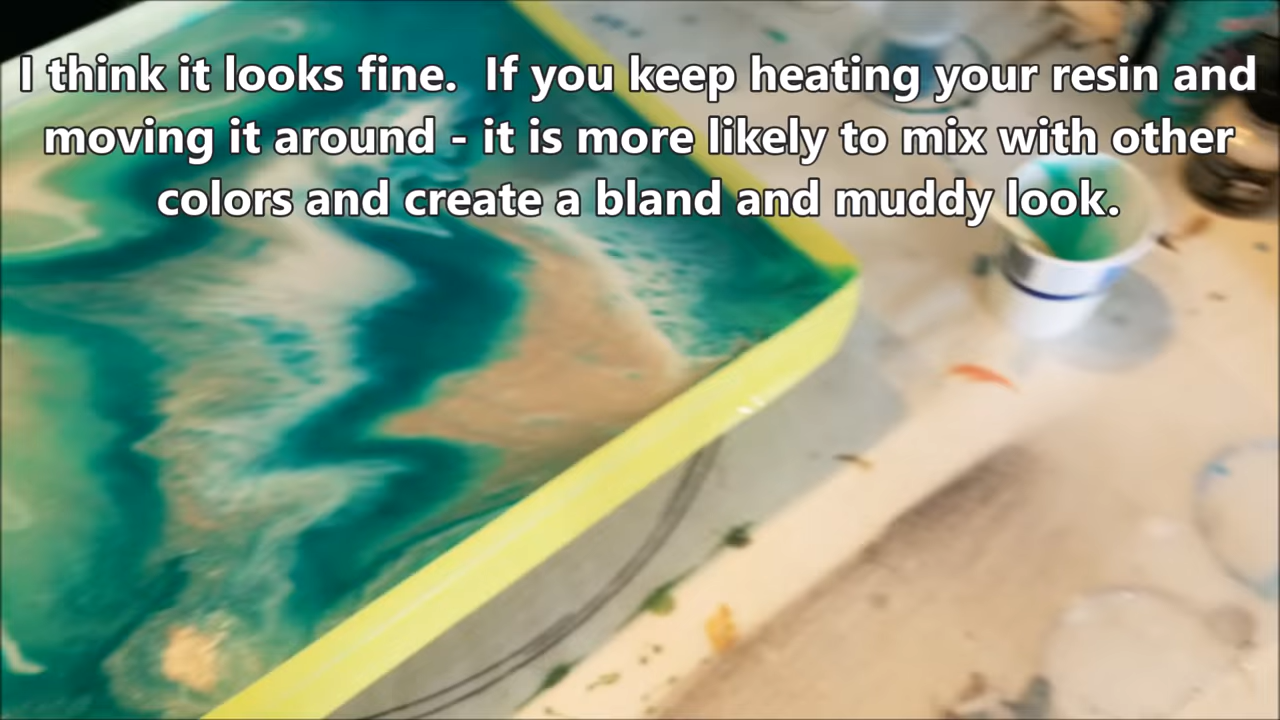 I think it looks fine.  If you keep heating your resin and
moving it around - it is more likely to mix with other
colors and create a bland and muddy look.